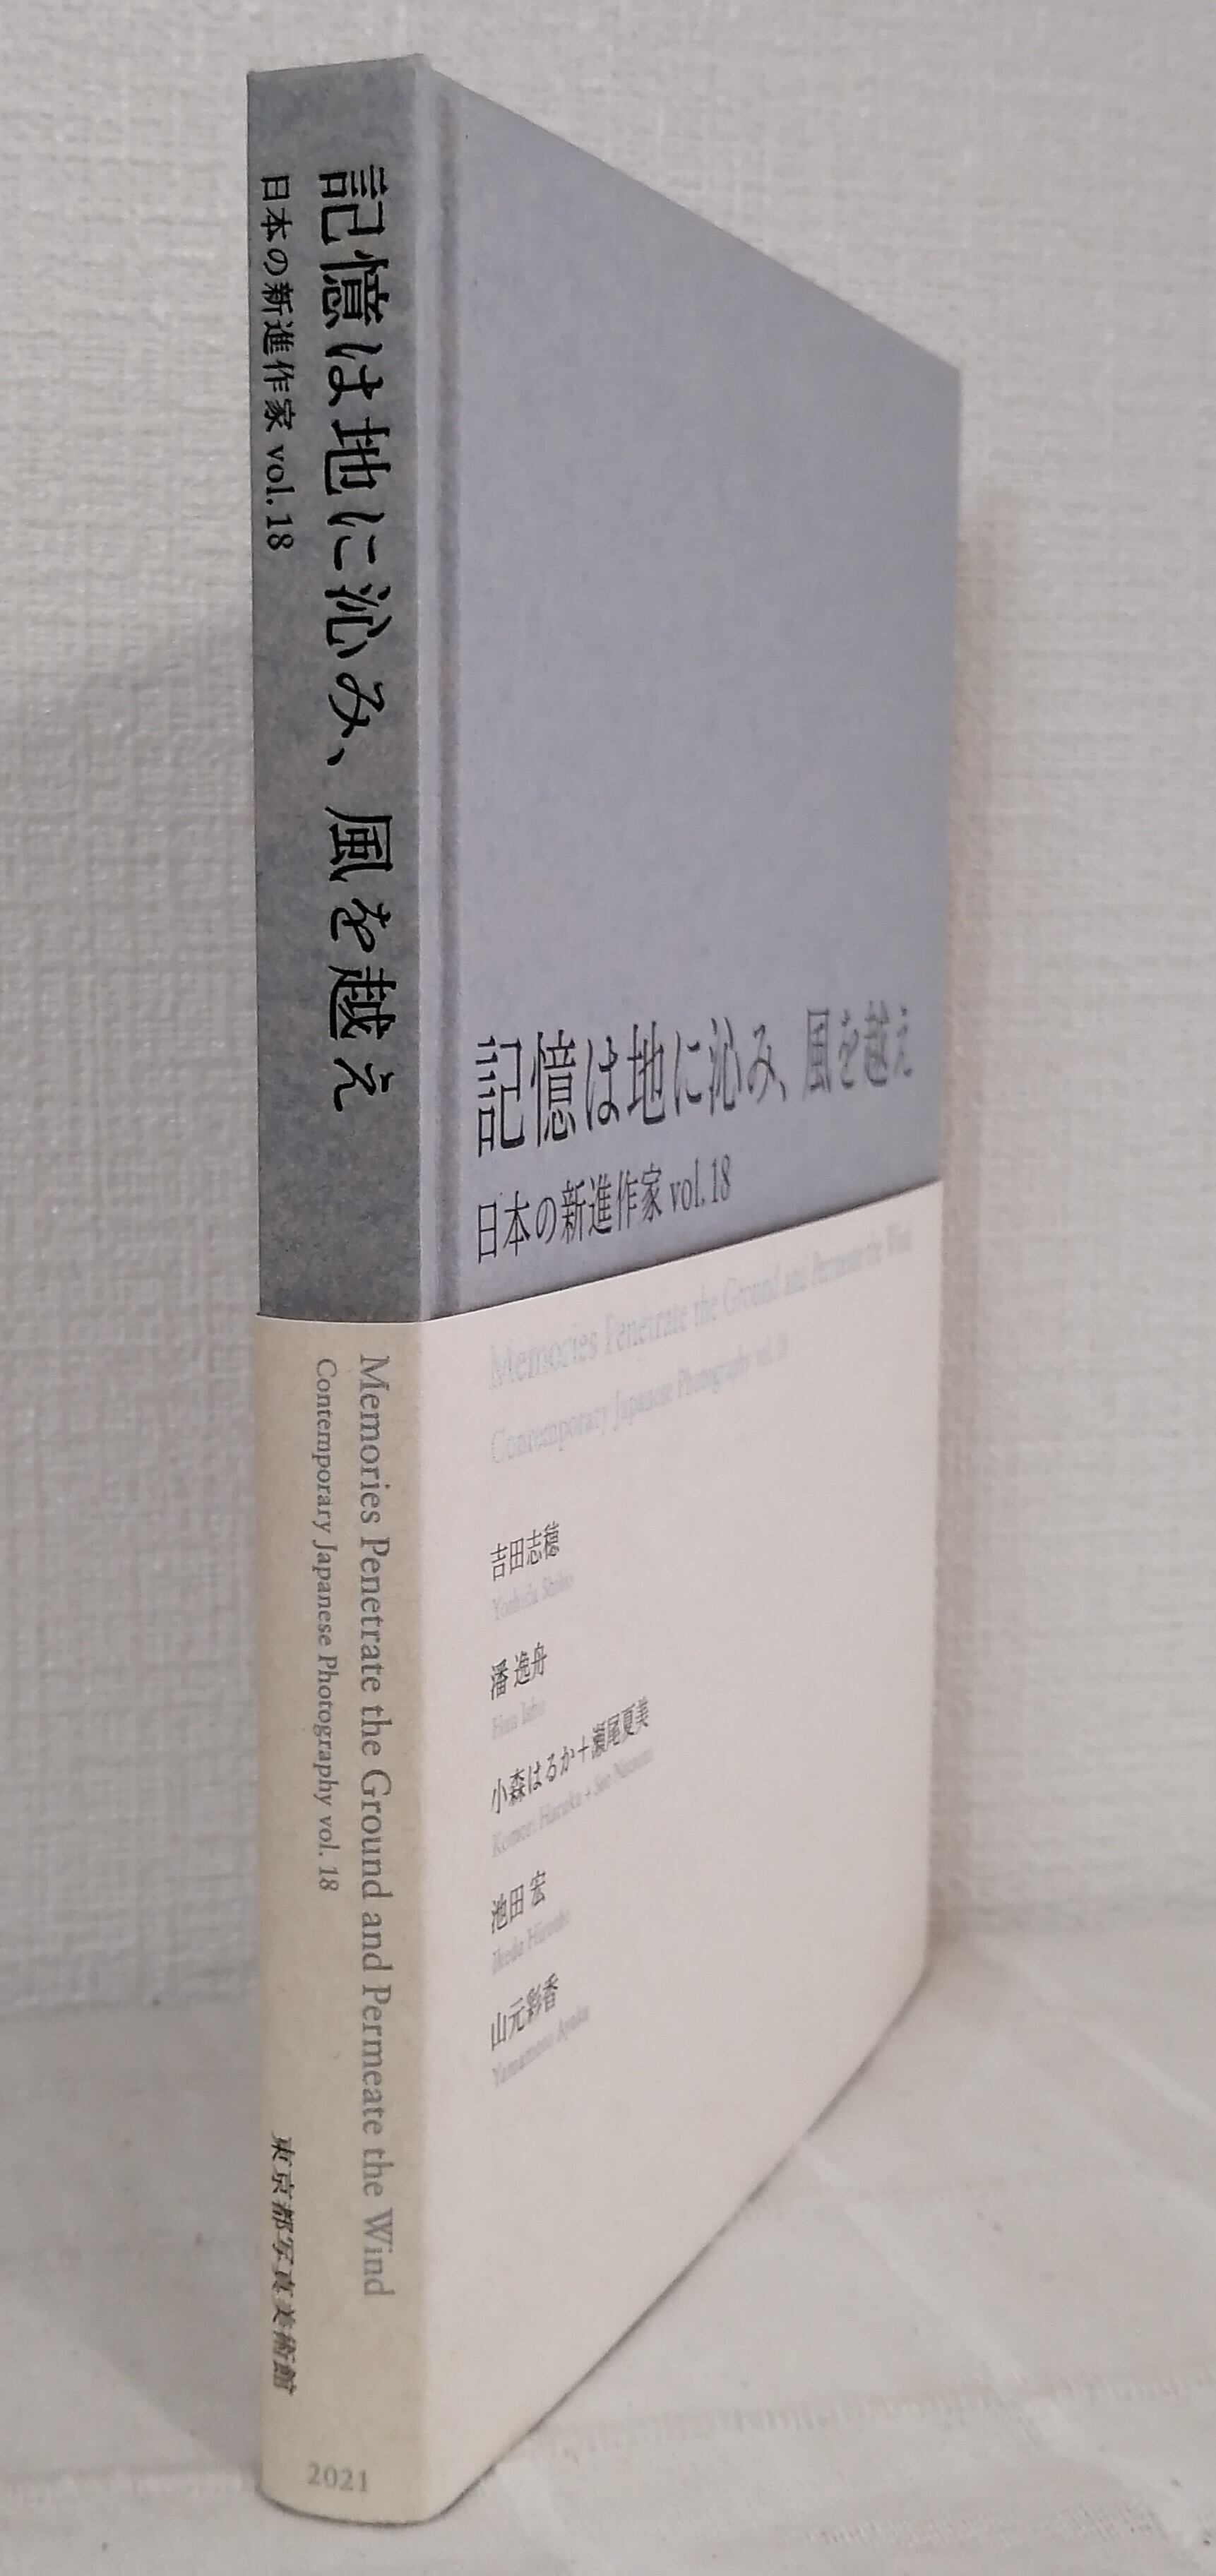 記憶は地に沁み、風を越え
日本の新進作家 vol. 18
Memories Penetrate the Ground and Permeate the Wind
Contemporary Japanese Photography vol. 18
東京都写真美術館
2021
記憶は地に沁み、風を越え
日本の新進作家 vol. 18
Memories Penetrate the Ground and Permeate the Wind
Contemporary Japanese Photography vol. 18
吉田志穂
Yoshida Shiho
潘逸舟
Han Ishu
小森はるか+瀬尾夏美
Komori Haruka + Seo Natsumi
池田 宏
Ikeda Hiroshi
山元彩香
Yamamoto Ayaka